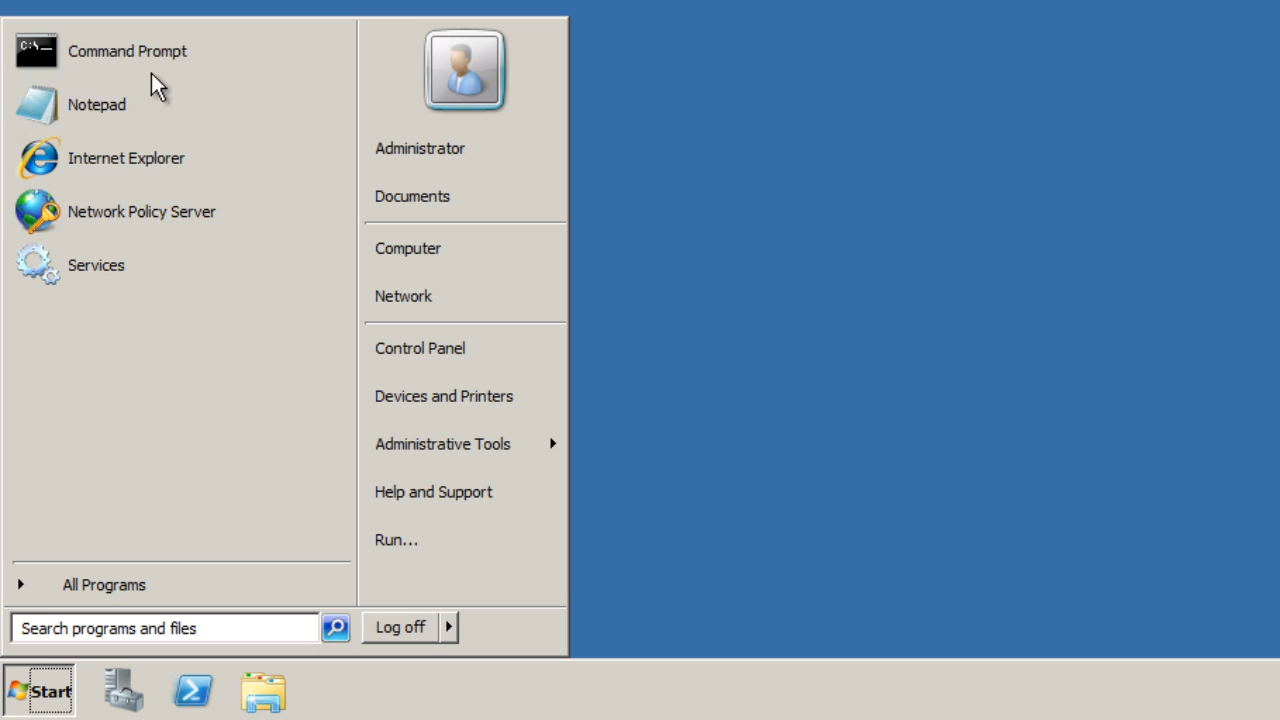 C:\_
Command Prompt
Notepad
Internet Explorer
Network Policy Server
Services
All Programs
Search programs and files
Administrator
Documents
Computer
Network
Control Panel
Devices and Printers
Administrative Tools
Help and Support
Run...
Log off
Start